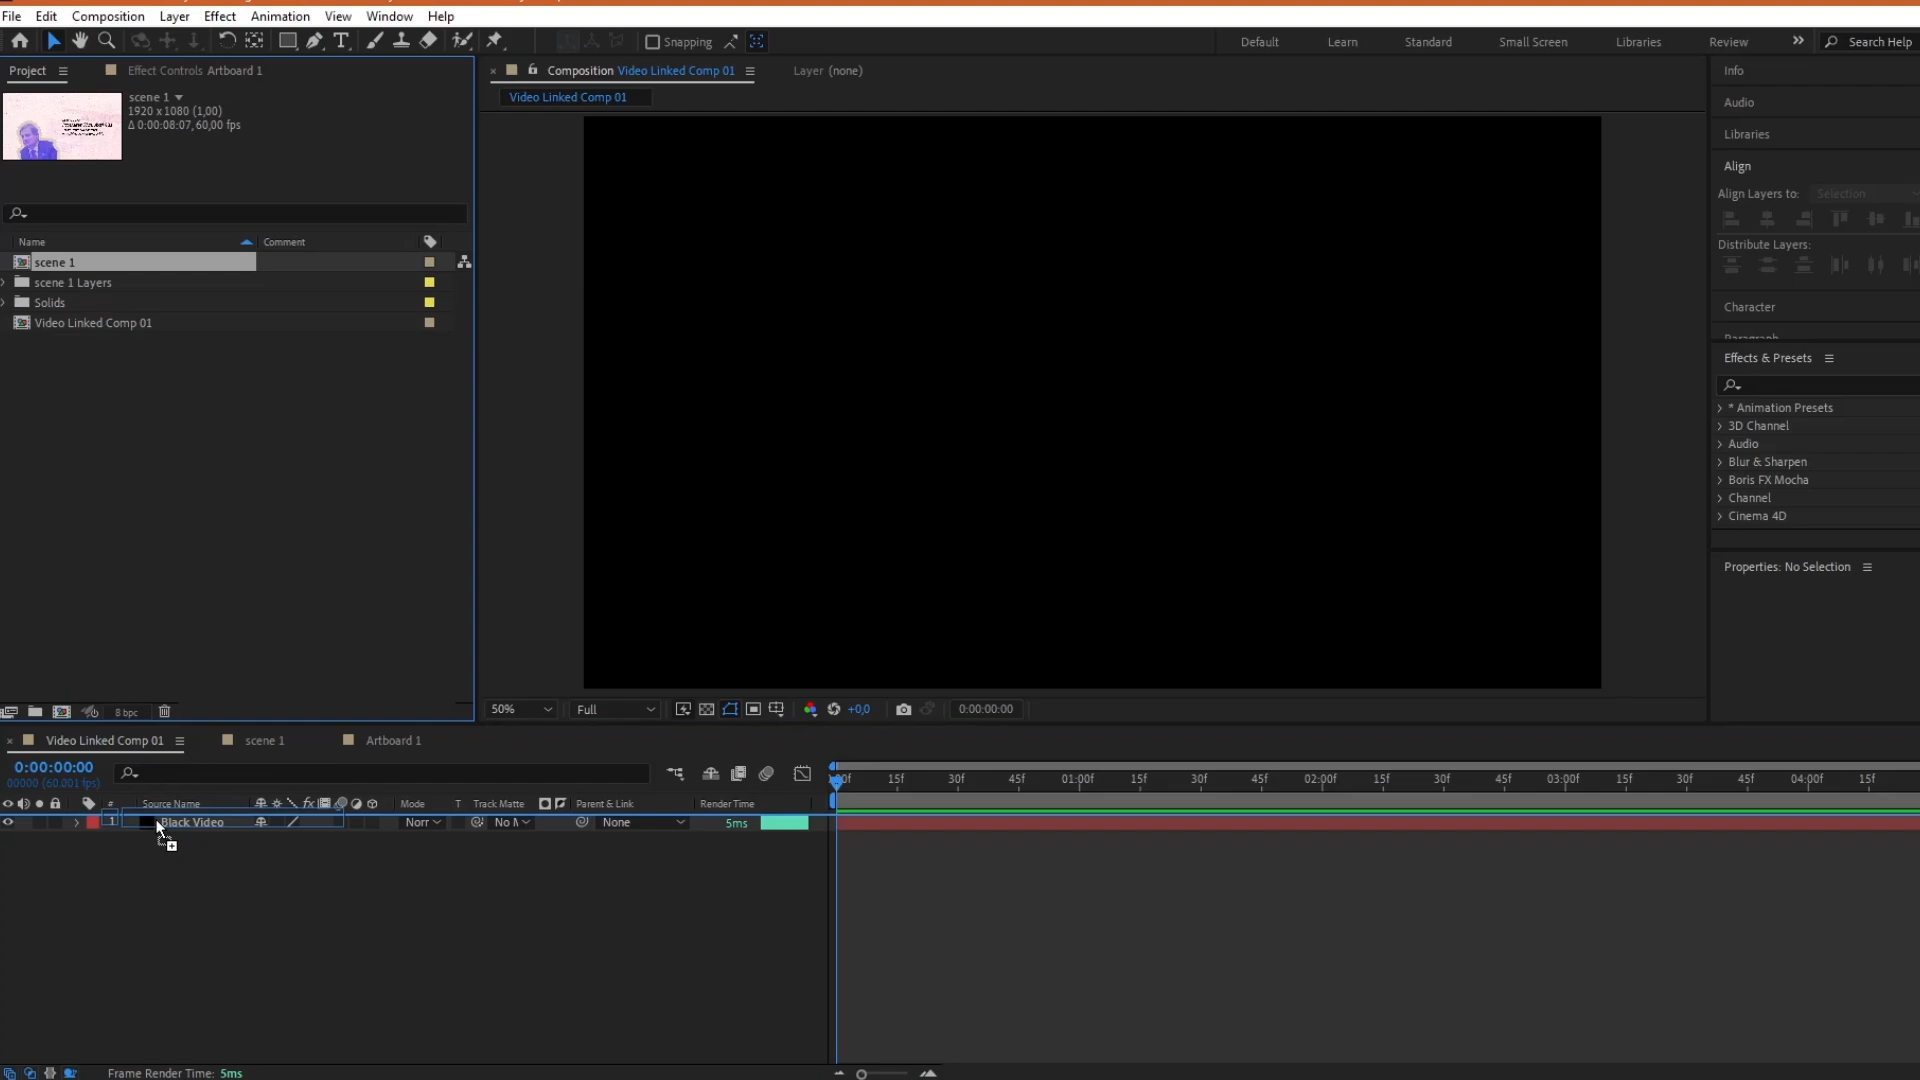 File Edit Composition Layer Effect Animation View Window Help
Snapping
Default Learn Standard Small Screen Libraries Review Search Help
Project
Effect Controls Artboard 1
scene 1
1920 x 1080 (1,00)
Δ 0:00:08:07, 60,00 fps
Name Comment
scene 1
scene 1 Layers
Solids
Video Linked Comp 01
8 bpc
Composition Video Linked Comp 01
Layer (none)
Video Linked Comp 01
50% Full +0,0 0:00:00:00
Info
Audio
Libraries
Align
Align Layers to: Selection
Distribute Layers:
Character
Effects & Presets
* Animation Presets
3D Channel
Audio
Blur & Sharpen
Boris FX Mocha
Channel
Cinema 4D
Properties: No Selection
Video Linked Comp 01 scene 1 Artboard 1
0:00:00:00
00000 (60.001 fps)
# Source Name fx Mode T Track Matte Parent & Link Render Time
1 Black Video Norr No M None 5ms
:00f 15f 30f 45f 01:00f 15f 30f 45f 02:00f 15f 30f 45f 03:00f 15f 30f 45f 04:00f 15f
Frame Render Time: 5ms